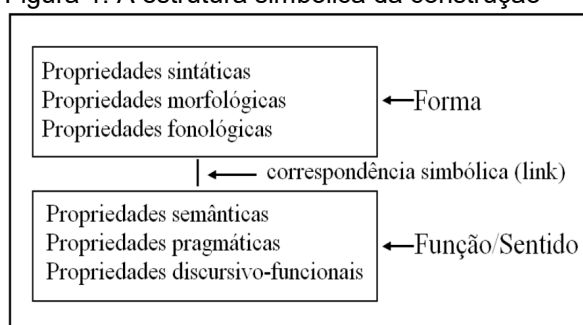 Figura 1: A estrutura simbólica da construção
Propriedades sintáticas
Propriedades morfológicas
Propriedades fonológicas
Forma
correspondência simbólica (link)
Propriedades semânticas
Propriedades pragmáticas
Propriedades discursivo-funcionais
Função/Sentido